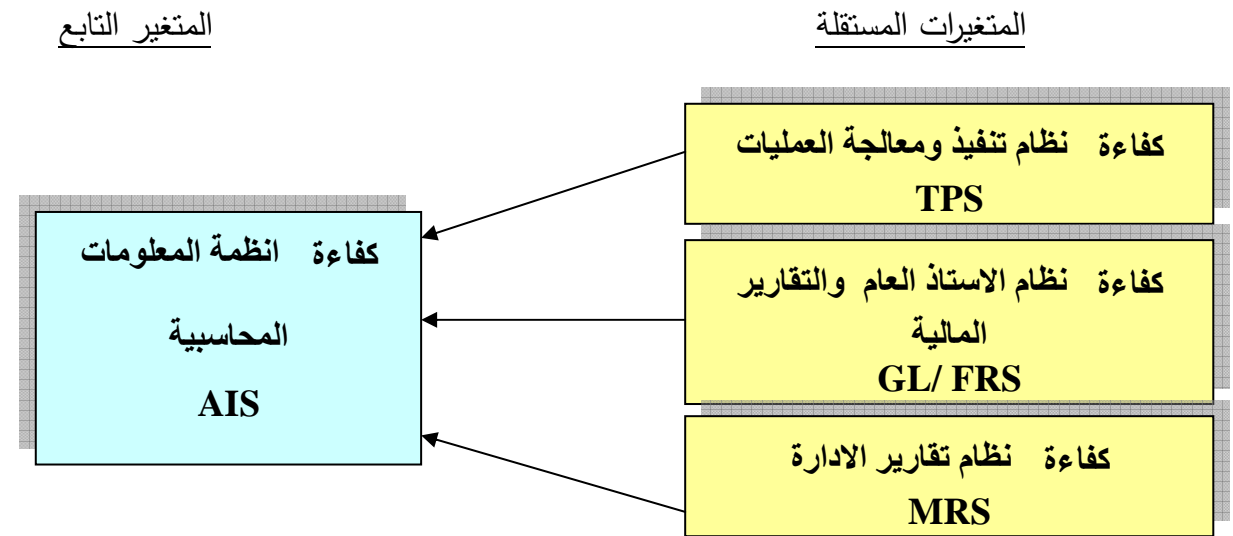 المتغيرات المستقلة
المتغير التابع
كفاءة نظام تنفيذ ومعالجة العمليات
TPS
كفاءة نظام الاستاذ العام والتقارير
المالية
GL/ FRS
كفاءة نظام تقارير الادارة
MRS
كفاءة انظمة المعلومات
المحاسبية
AIS